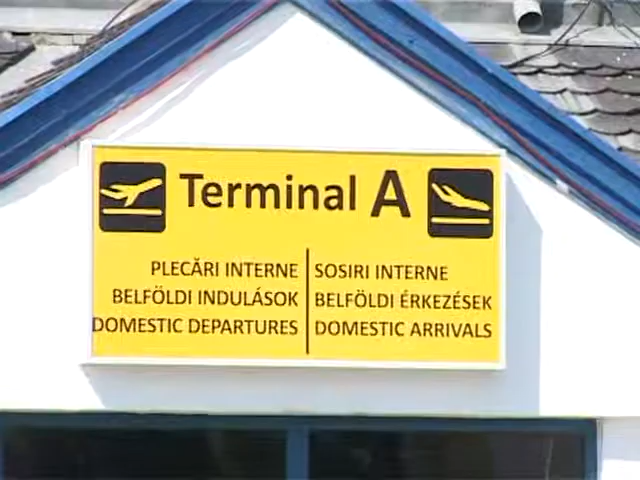 Terminal A
PLECĂRI INTERNE
BELFÖLDI INDULÁSOK
DOMESTIC DEPARTURES
SOSIRI INTERNE
BELFÖLDI ÉRKEZÉSEK
DOMESTIC ARRIVALS